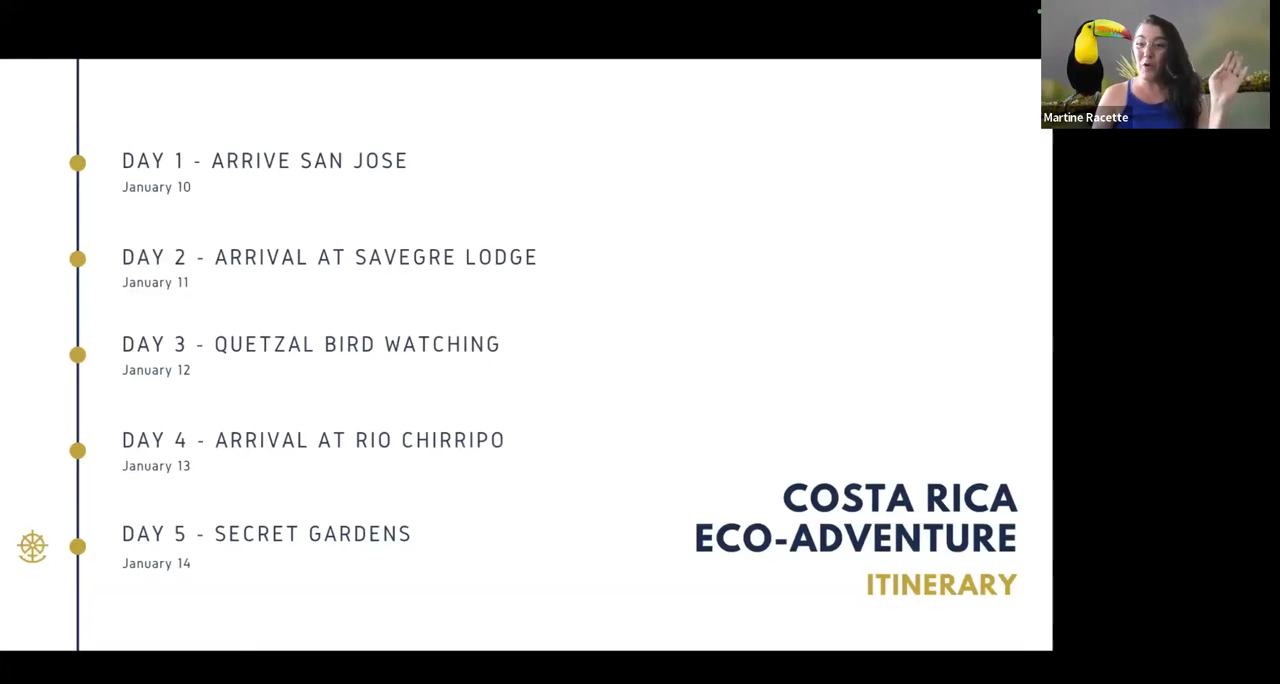 Martine Racette
DAY 1 - ARRIVE SAN JOSE
January 10
DAY 2 - ARRIVAL AT SAVEGRE LODGE
January 11
DAY 3 - QUETZAL BIRD WATCHING
January 12
DAY 4 - ARRIVAL AT RIO CHIRRIPO
January 13
DAY 5 - SECRET GARDENS
January 14
COSTA RICA
ECO-ADVENTURE
ITINERARY